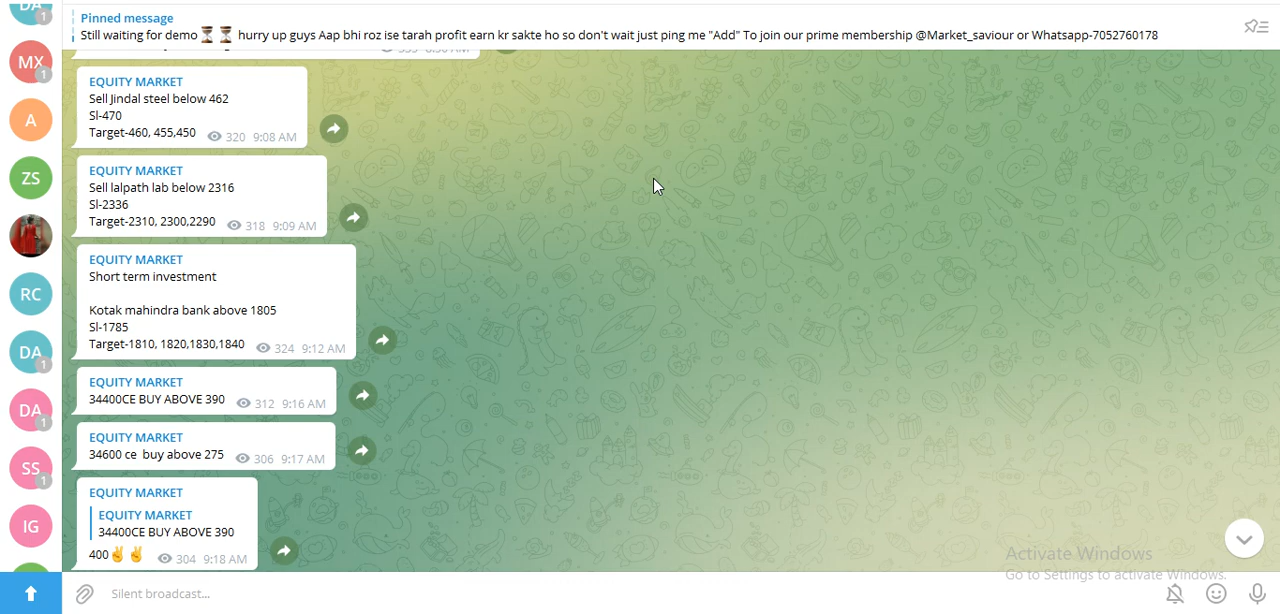 DA
1
Pinned message
Still waiting for demo⏳⏳ hurry up guys Aap bhi roz ise tarah profit earn kr sakte ho so don't wait just ping me "Add" To join our prime membership @Market_saviour or Whatsapp-7052760178
MX
1
A
ZS
RC
DA
1
DA
1
SS
1
IG
EQUITY MARKET
Sell Jindal steel below 462
Sl-470
Target-460, 455,450 320 9:08 AM
EQUITY MARKET
Sell lalpath lab below 2316
Sl-2336
Target-2310, 2300,2290 318 9:09 AM
EQUITY MARKET
Short term investment
Kotak mahindra bank above 1805
Sl-1785
Target-1810, 1820,1830,1840 324 9:12 AM
EQUITY MARKET
34400CE BUY ABOVE 390 312 9:16 AM
EQUITY MARKET
34600 ce buy above 275 306 9:17 AM
EQUITY MARKET
EQUITY MARKET
34400CE BUY ABOVE 390
400✌️✌️ 304 9:18 AM
Activate Windows
Go to Settings to activate Windows.
Silent broadcast...